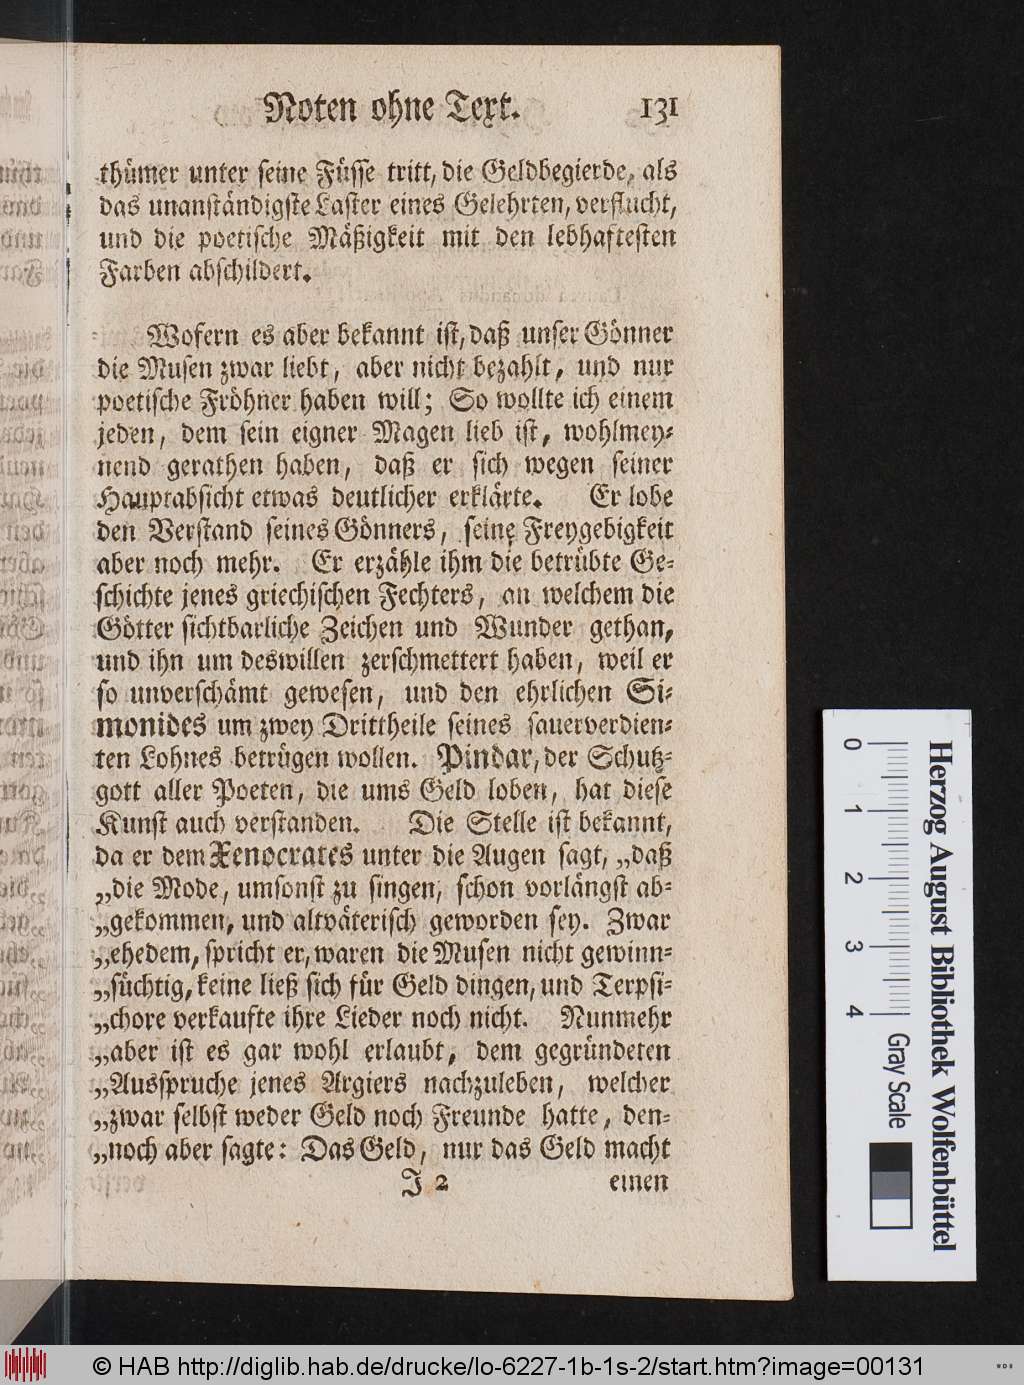 Noten ohne Text. 131
thümer unter seine Füsse tritt, die Geldbegierde, als
das unanständigste Laster eines Gelehrten, verflucht,
und die poetische Mäßigkeit mit den lebhaftesten
Farben abschildert.
Wofern es aber bekannt ist, daß unser Gönner
die Musen zwar liebt, aber nicht bezahlt, und nur
poetische Fröhner haben will; So wollte ich einem
jeden, dem sein eigner Magen lieb ist, wohlmey-
nend gerathen haben, daß er sich wegen seiner
Hauptabsicht etwas deutlicher erklärte. Er lobe
den Verstand seines Gönners, seine Freygebigkeit
aber noch mehr. Er erzähle ihm die betrübte Ge-
schichte jenes griechischen Fechters, an welchem die
Götter sichtbarliche Zeichen und Wunder gethan,
und ihn um deswillen zerschmettert haben, weil er
so unverschämt gewesen, und den ehrlichen Si-
monides um zwey Drittheile seines sauerverdien-
ten Lohnes betrügen wollen. Pindar, der Schutz-
gott aller Poeten, die ums Geld loben, hat diese
Kunst auch verstanden. Die Stelle ist bekannt,
da er dem Xenocrates unter die Augen sagt, „daß
„die Mode, umsonst zu singen, schon vorlängst ab-
„gekommen, und altväterisch geworden sey. Zwar
„ehedem, spricht er, waren die Musen nicht gewinn-
„süchtig, keine ließ sich für Geld dingen, und Terpsi-
„chore verkaufte ihre Lieder noch nicht. Nunmehr
„aber ist es gar wohl erlaubt, dem gegründeten
„Ausspruche jenes Argiers nachzuleben, welcher
„zwar selbst weder Geld noch Freunde hatte, den-
„noch aber sagte: Das Geld, nur das Geld macht
J 2 einen
Herzog August Bibliothek Wolfenbüttel
0 1 2 3 4 Gray Scale
© HAB http://diglib.hab.de/drucke/lo-6227-1b-1s-2/start.htm?image=00131